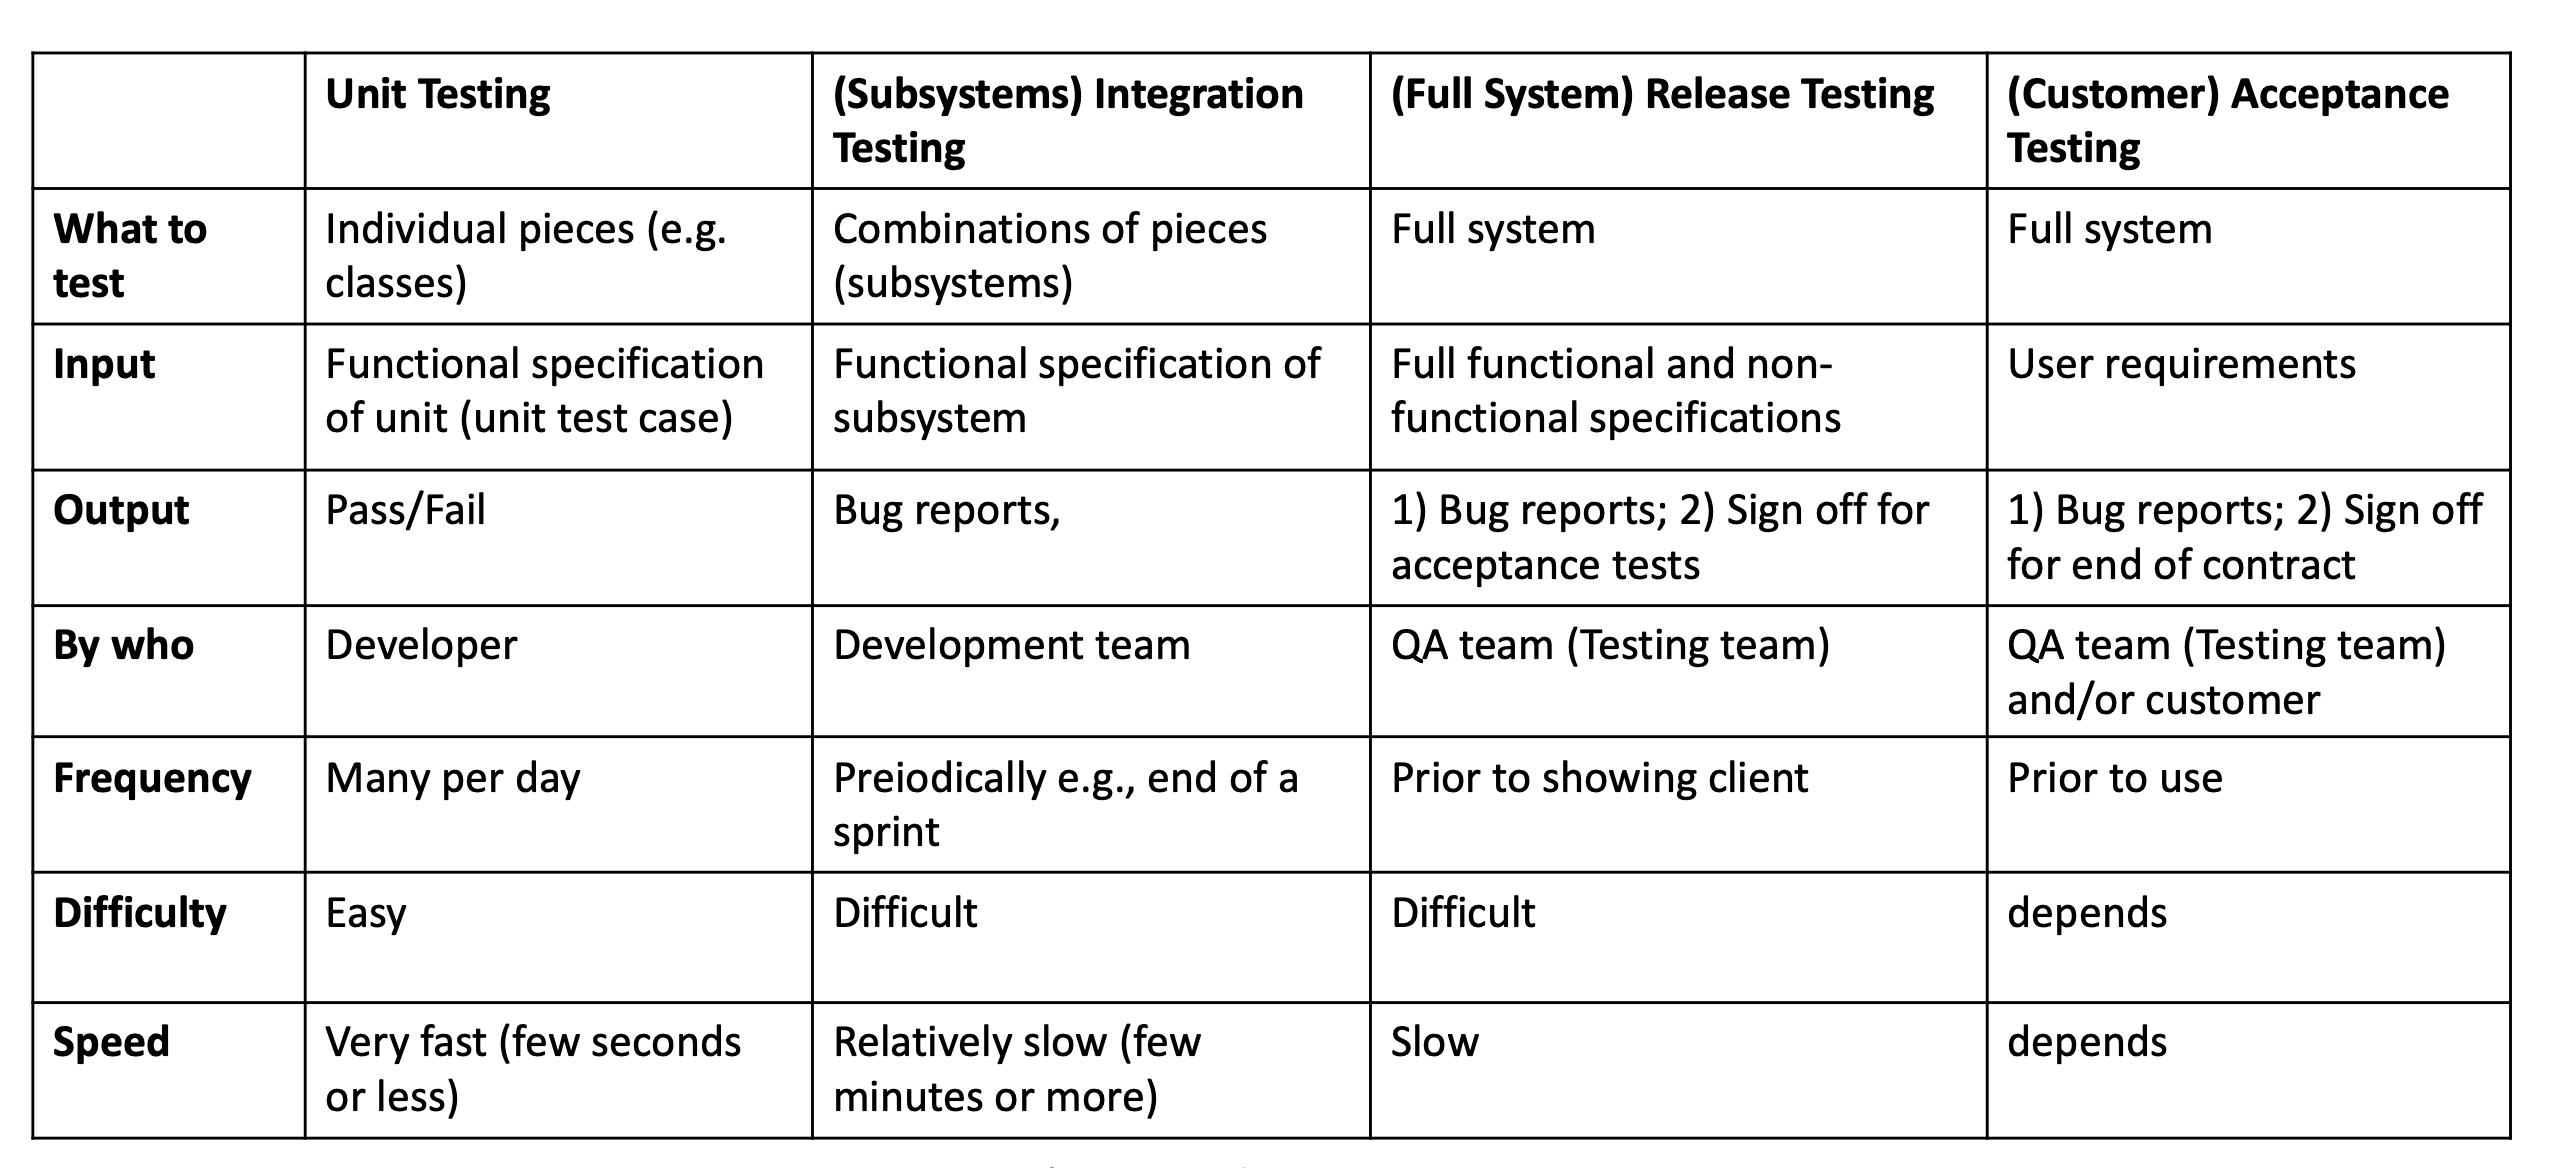 Unit Testing
(Subsystems) Integration
Testing
(Full System) Release Testing
(Customer) Acceptance
Testing
What to
test
Individual pieces (e.g.
classes)
Combinations of pieces
(subsystems)
Full system
Full system
Input
Functional specification
of unit (unit test case)
Functional specification of
subsystem
Full functional and non-
functional specifications
User requirements
Output
Pass/Fail
Bug reports,
1) Bug reports; 2) Sign off for
acceptance tests
1) Bug reports; 2) Sign off
for end of contract
By who
Developer
Development team
QA team (Testing team)
QA team (Testing team)
and/or customer
Frequency
Many per day
Preiodically e.g., end of a
sprint
Prior to showing client
Prior to use
Difficulty
Easy
Difficult
Difficult
depends
Speed
Very fast (few seconds
or less)
Relatively slow (few
minutes or more)
Slow
depends